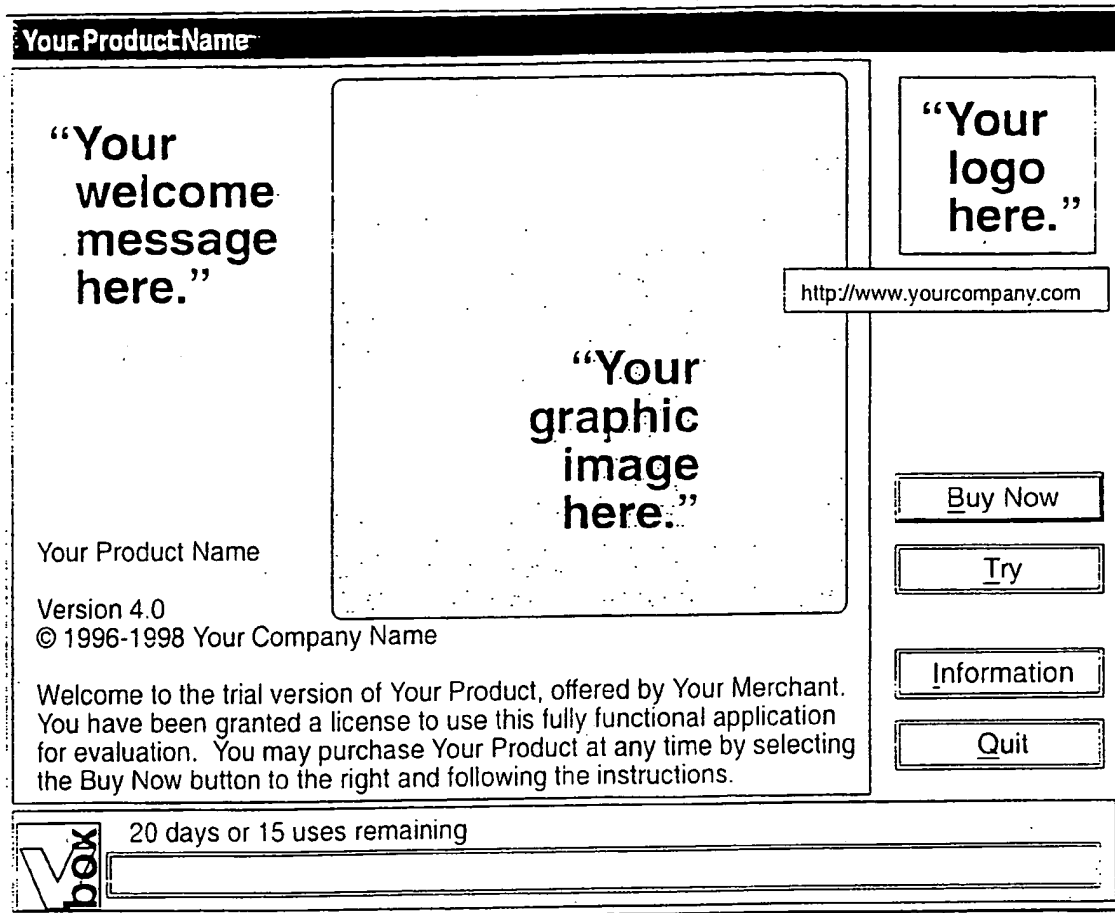 Your Product Name
“Your
welcome
message
here.”
“Your
graphic
image
here.”
“Your
logo
here.”
http://www.yourcompany.com
Buy Now
Try
Information
Quit
Your Product Name
Version 4.0
© 1996-1998 Your Company Name
Welcome to the trial version of Your Product, offered by Your Merchant.
You have been granted a license to use this fully functional application
for evaluation. You may purchase Your Product at any time by selecting
the Buy Now button to the right and following the instructions.
Vbox
20 days or 15 uses remaining